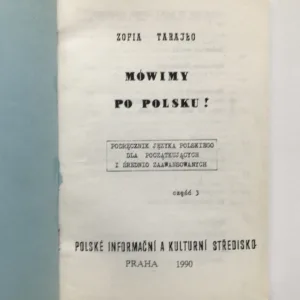 ZOFIA TARAJŁO
MÓWIMY
PO POLSKU!
PODRĘCZNIK JĘZYKA POLSKIEGO
DLA POCZĄTKUJĄCYCH
I ŚREDNIO ZAAWANSOWANYCH
część 3
POLSKÉ INFORMAČNÍ A KULTURNÍ STŘEDISKO
PRAHA 1990